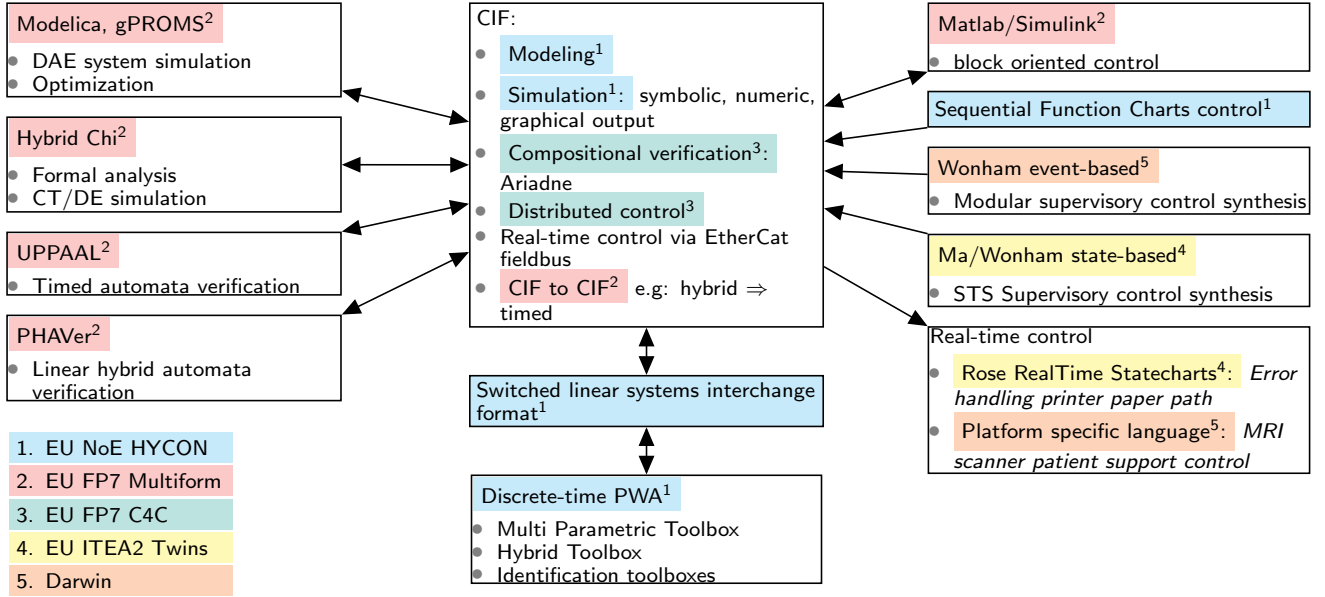 Modelica, gPROMS²
• DAE system simulation
• Optimization
Hybrid Chi²
• Formal analysis
• CT/DE simulation
UPPAAL²
• Timed automata verification
PHAVer²
• Linear hybrid automata
verification
1. EU NoE HYCON
2. EU FP7 Multiform
3. EU FP7 C4C
4. EU ITEA2 Twins
5. Darwin
CIF:
• Modeling¹
• Simulation¹: symbolic, numeric,
graphical output
• Compositional verification³:
Ariadne
• Distributed control³
• Real-time control via EtherCat
fieldbus
• CIF to CIF² e.g: hybrid ⇒
timed
Switched linear systems interchange
format¹
Discrete-time PWA¹
• Multi Parametric Toolbox
• Hybrid Toolbox
• Identification toolboxes
Matlab/Simulink²
• block oriented control
Sequential Function Charts control¹
Wonham event-based⁵
• Modular supervisory control synthesis
Ma/Wonham state-based⁴
• STS Supervisory control synthesis
Real-time control
• Rose RealTime Statecharts⁴: Error
handling printer paper path
• Platform specific language⁵: MRI
scanner patient support control